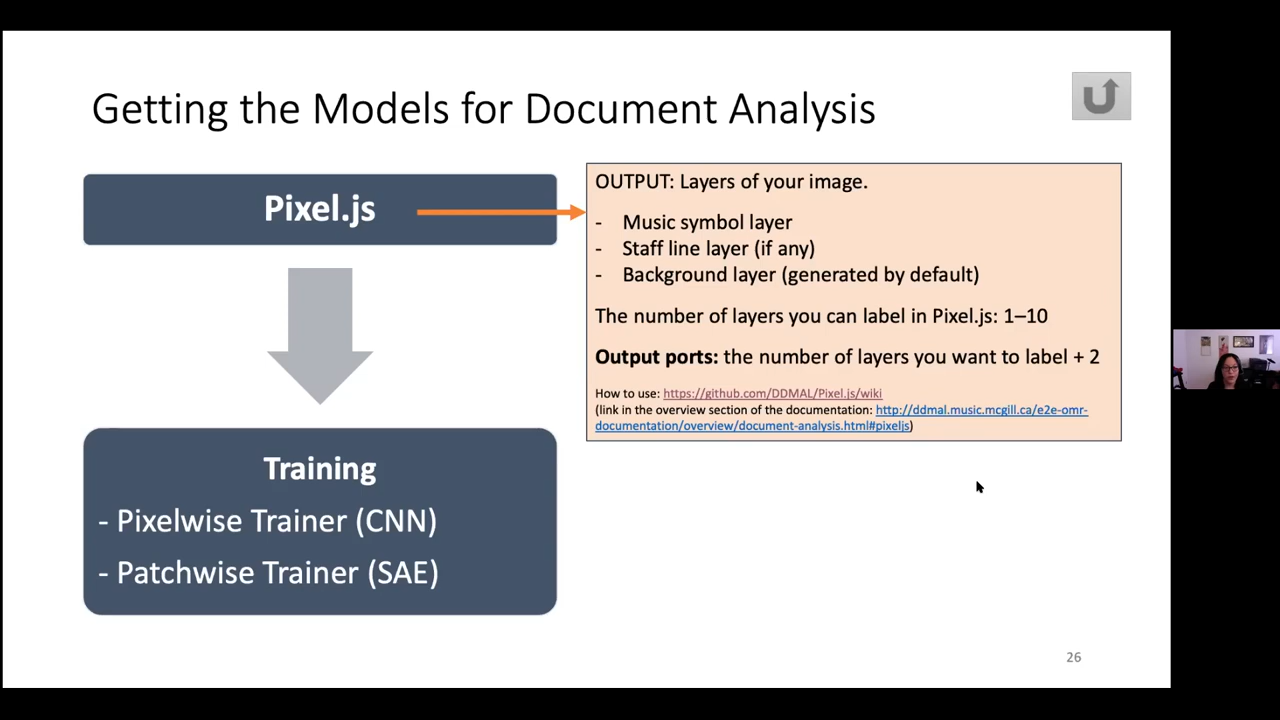 Getting the Models for Document Analysis
Pixel.js
OUTPUT: Layers of your image.
- Music symbol layer
- Staff line layer (if any)
- Background layer (generated by default)
The number of layers you can label in Pixel.js: 1–10
Output ports: the number of layers you want to label + 2
How to use: https://github.com/DDMAL/Pixel.js/wiki
(link in the overview section of the documentation: http://ddmal.music.mcgill.ca/e2e-omr-
documentation/overview/document-analysis.html#pixeljs)
Training
- Pixelwise Trainer (CNN)
- Patchwise Trainer (SAE)
26